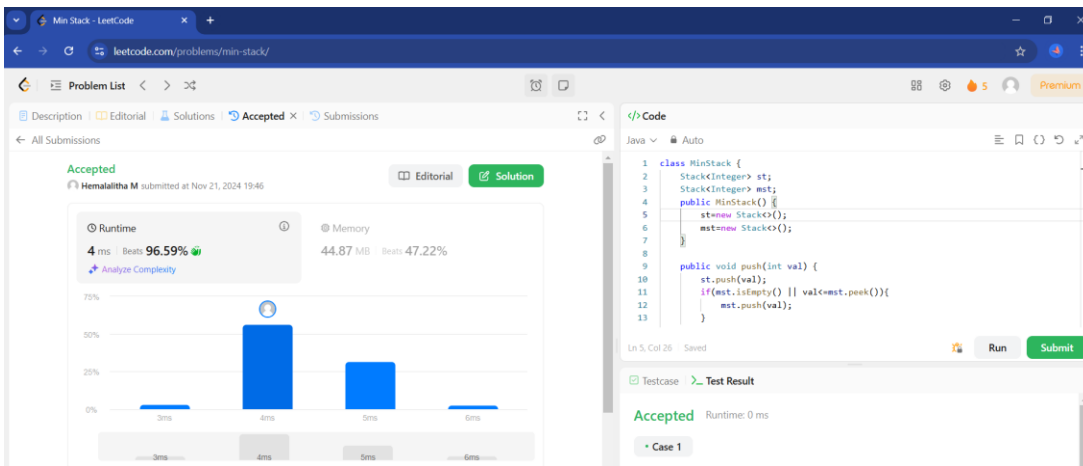 Min Stack - LeetCode
leetcode.com/problems/min-stack/
Problem List
5
Premium
Description
Editorial
Solutions
Accepted
Submissions
All Submissions
Accepted
Hemalalitha M submitted at Nov 21, 2024 19:46
Editorial
Solution
Runtime
4 ms
Beats 96.59%
Analyze Complexity
Memory
44.87 MB
Beats 47.22%
75%
50%
25%
0%
3ms
4ms
5ms
6ms
3ms
4ms
5ms
6ms
</> Code
Java
Auto
1 class MinStack {
2 Stack<Integer> st;
3 Stack<Integer> mst;
4 public MinStack() {
5 st=new Stack<>();
6 mst=new Stack<>();
7 }
8
9 public void push(int val) {
10 st.push(val);
11 if(mst.isEmpty() || val<=mst.peek()){
12 mst.push(val);
13 }
Ln 5, Col 26
Saved
Run
Submit
Testcase
Test Result
Accepted
Runtime: 0 ms
• Case 1